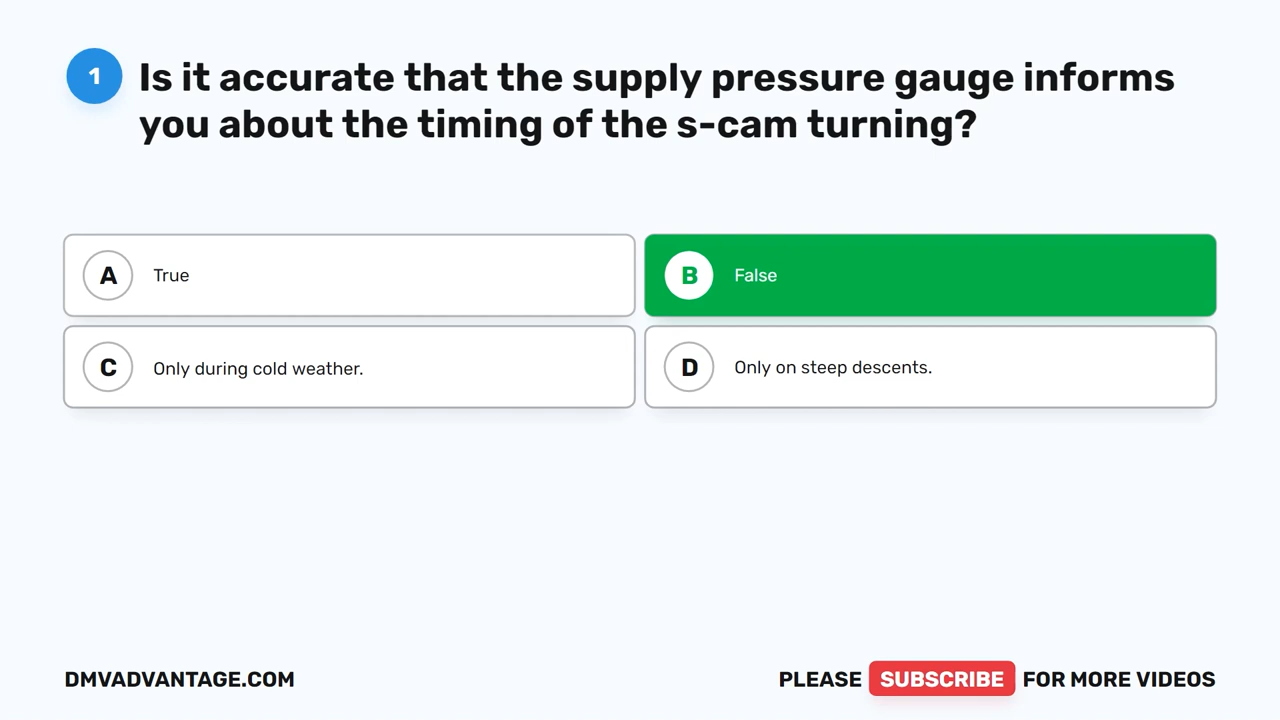 1
Is it accurate that the supply pressure gauge informs
you about the timing of the s-cam turning?
A True
B False
C Only during cold weather.
D Only on steep descents.
DMVADVANTAGE.COM
PLEASE SUBSCRIBE FOR MORE VIDEOS